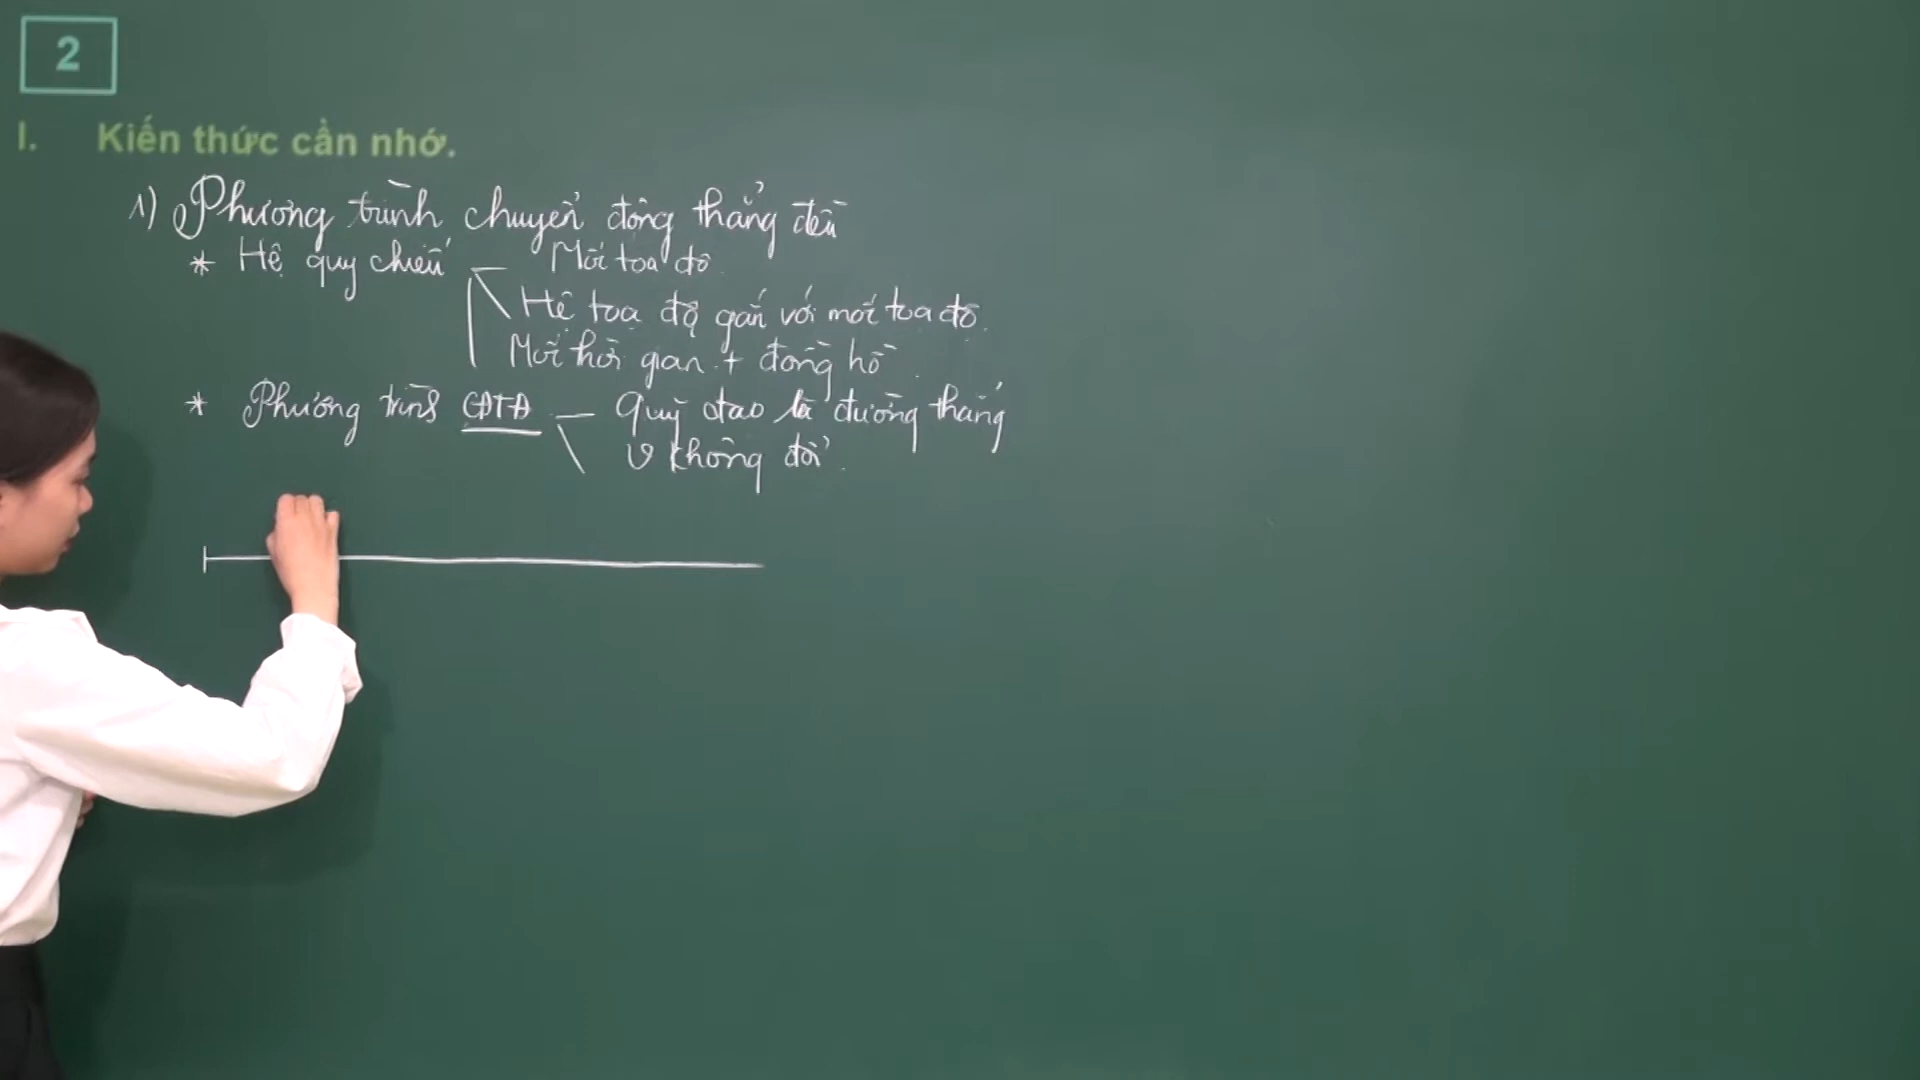 2
I. Kiến thức cần nhớ.
1) Phương trình chuyển động thẳng đều
* Hệ quy chiếu Mốc toạ độ
Hệ toạ độ gắn với mốc toạ độ.
Mốc thời gian + đồng hồ.
* Phương trình CĐTĐ Quỹ đạo là đường thẳng
v không đổi.